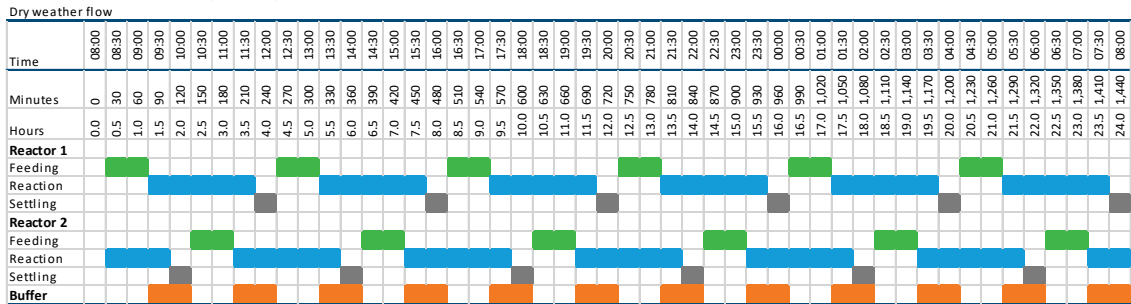 Dry weather flow
Time 08:00 08:30 09:00 09:30 10:00 10:30 11:00 11:30 12:00 12:30 13:00 13:30 14:00 14:30 15:00 15:30 16:00 16:30 17:00 17:30 18:00 18:30 19:00 19:30 20:00 20:30 21:00 21:30 22:00 22:30 23:00 23:30 00:00 00:30 01:00 01:30 02:00 02:30 03:00 03:30 04:00 04:30 05:00 05:30 06:00 06:30 07:00 07:30 08:00
Minutes 0 30 60 90 120 150 180 210 240 270 300 330 360 390 420 450 480 510 540 570 600 630 660 690 720 750 780 810 840 870 900 930 960 990 1,020 1,050 1,080 1,110 1,140 1,170 1,200 1,230 1,260 1,290 1,320 1,350 1,380 1,410 1,440
Hours 0.0 0.5 1.0 1.5 2.0 2.5 3.0 3.5 4.0 4.5 5.0 5.5 6.0 6.5 7.0 7.5 8.0 8.5 9.0 9.5 10.0 10.5 11.0 11.5 12.0 12.5 13.0 13.5 14.0 14.5 15.0 15.5 16.0 16.5 17.0 17.5 18.0 18.5 19.0 19.5 20.0 20.5 21.0 21.5 22.0 22.5 23.0 23.5 24.0
Reactor 1
Feeding
Reaction
Settling
Reactor 2
Feeding
Reaction
Settling
Buffer